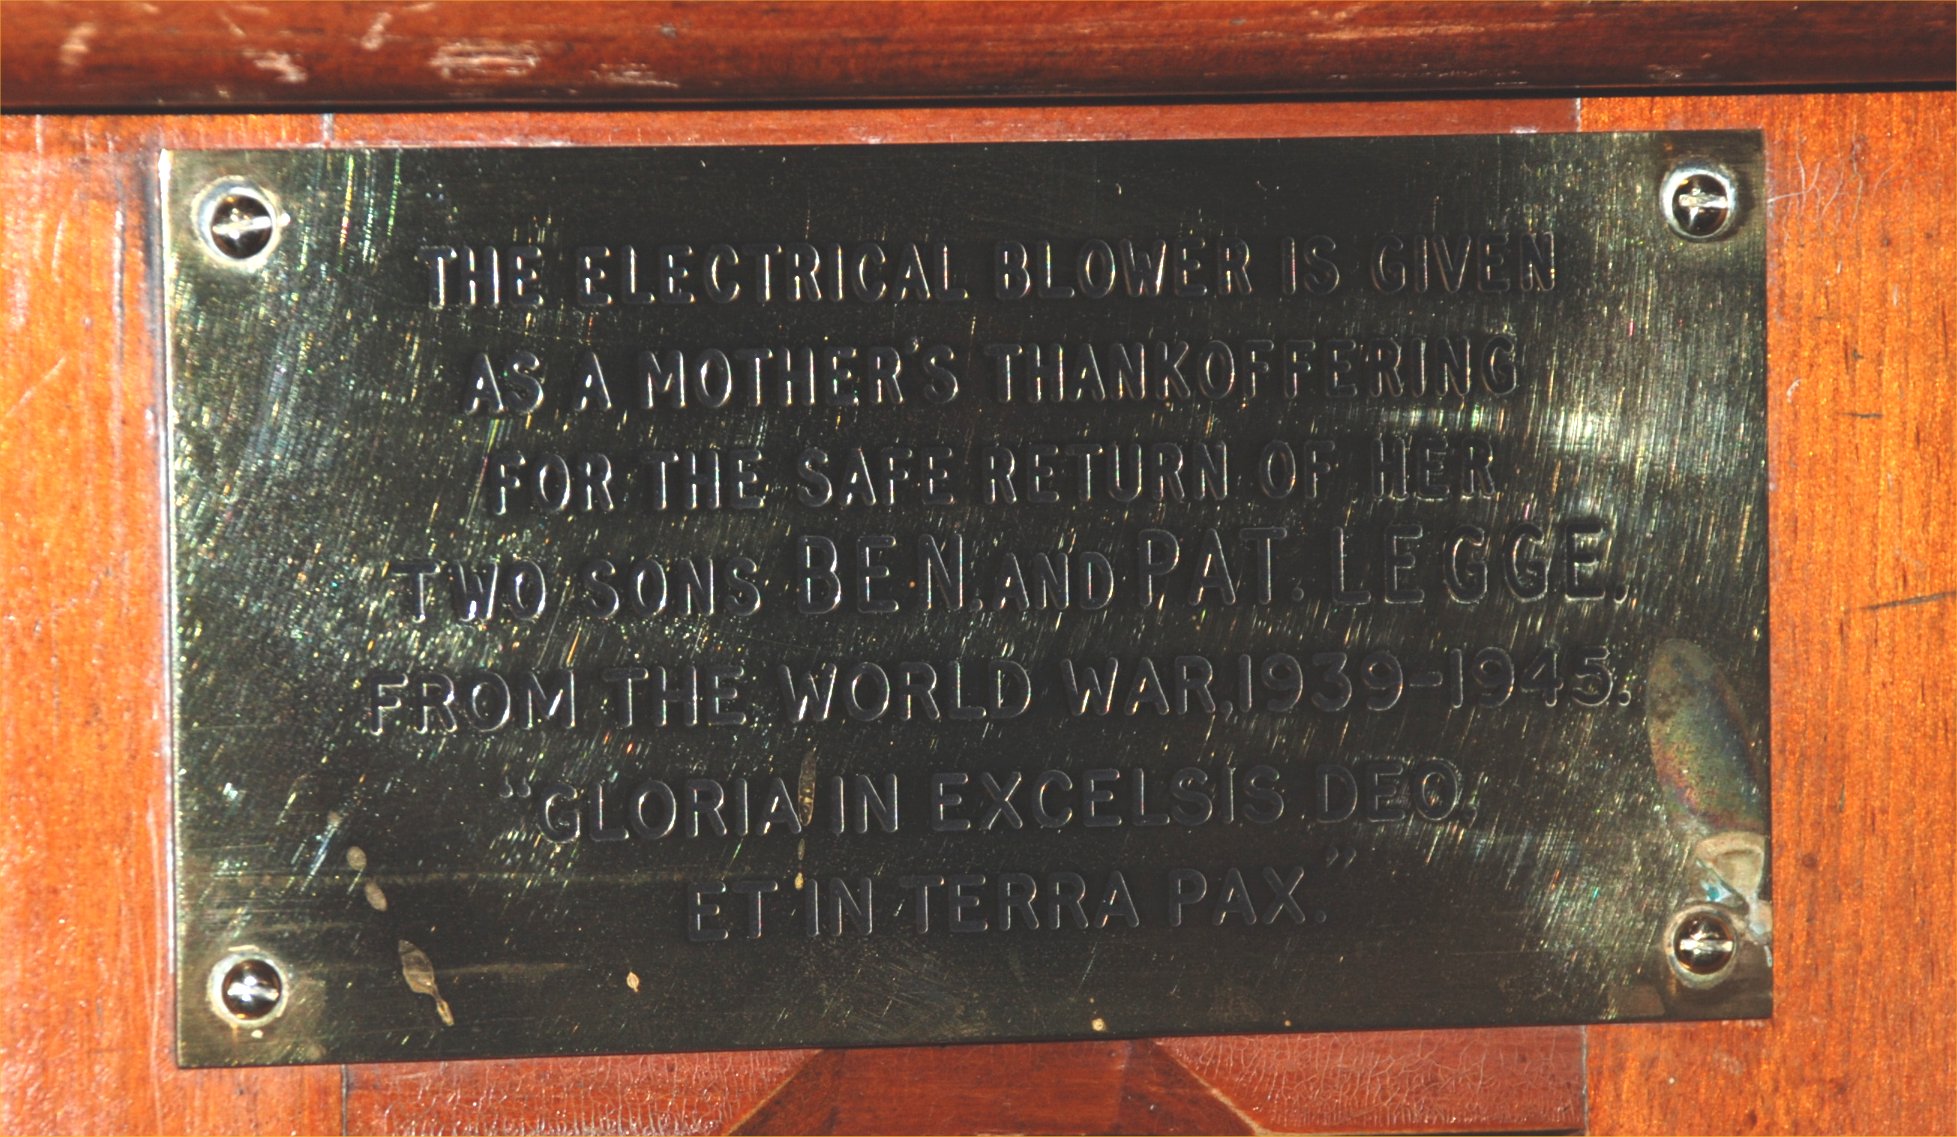 THE ELECTRICAL BLOWER IS GIVEN
AS A MOTHER'S THANKOFFERING
FOR THE SAFE RETURN OF HER
TWO SONS BEN. AND PAT. LEGGE.
FROM THE WORLD WAR, 1939-1945.
"GLORIA IN EXCELSIS DEO,
ET IN TERRA PAX."